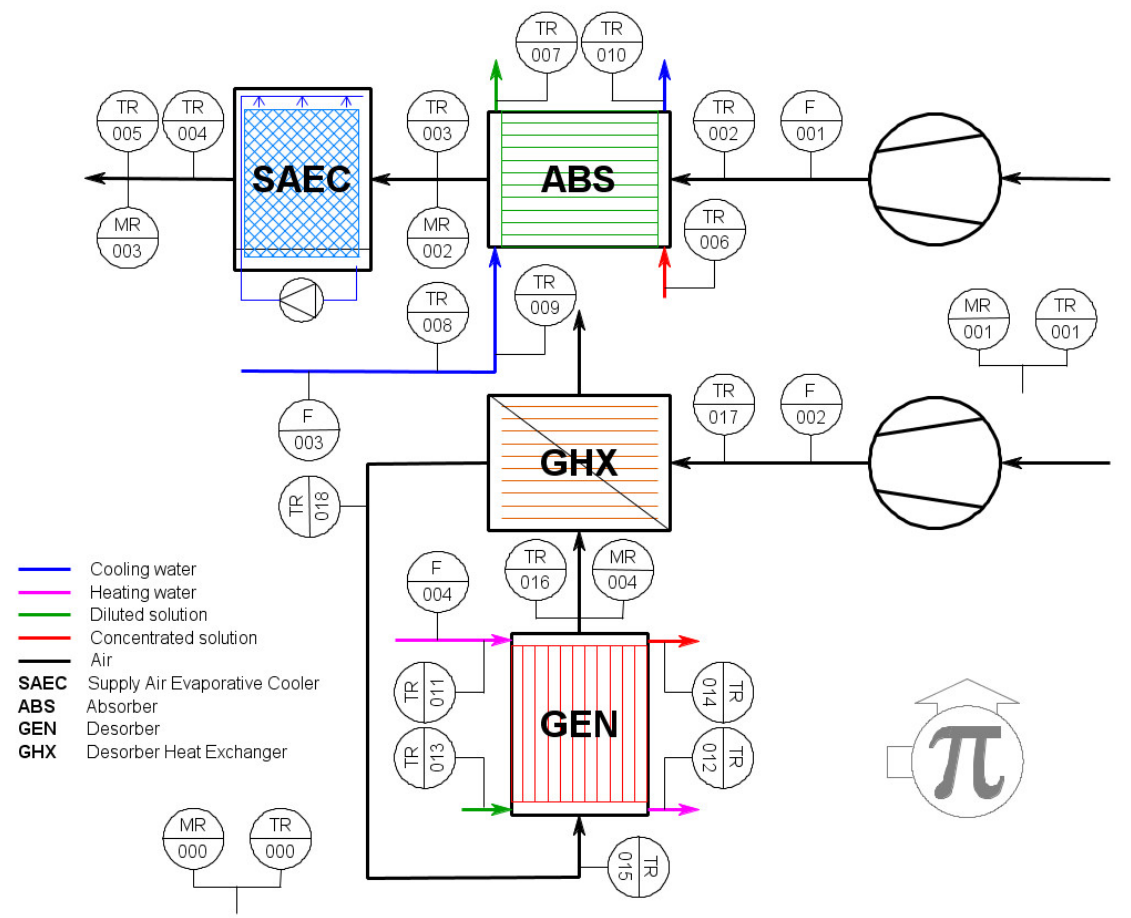 TR
007
TR
010
TR
005
TR
004
TR
003
TR
002
F
001
SAEC
ABS
MR
003
MR
002
TR
006
TR
009
TR
008
MR
001
TR
001
F
003
TR
017
F
002
GHX
TR
018
TR
016
MR
004
F
004
Cooling water
Heating water
Diluted solution
Concentrated solution
Air
SAEC Supply Air Evaporative Cooler
ABS Absorber
GEN Desorber
GHX Desorber Heat Exchanger
TR
011
TR
014
GEN
TR
013
TR
012
π
MR
000
TR
000
TR
015